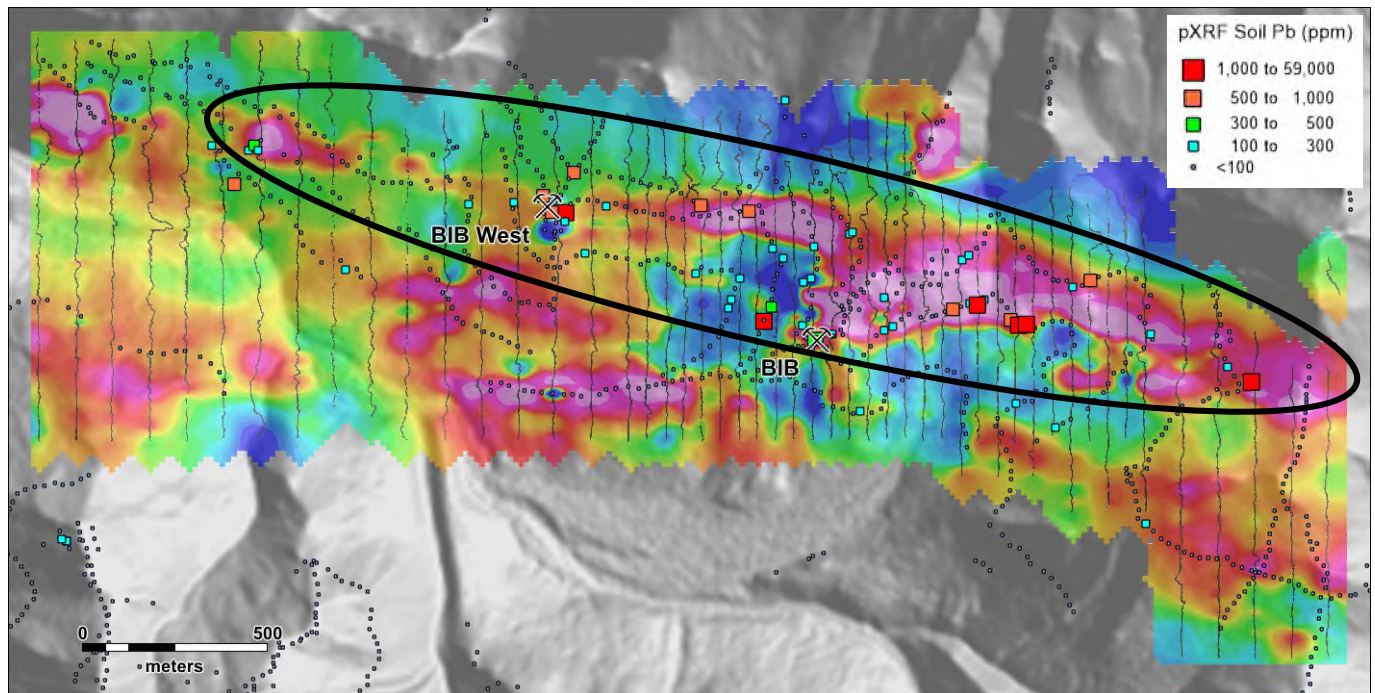 pXRF Soil Pb (ppm)
1,000 to 59,000
500 to 1,000
300 to 500
100 to 300
<100
BIB West
BIB
0 500
meters